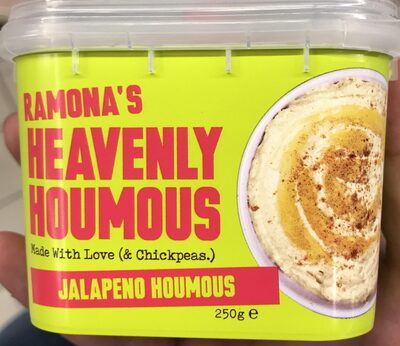 RAMONA'S
HEAVENLY
HOUMOUS
Made With Love (& Chickpeas.)
JALAPENO HOUMOUS
250g e